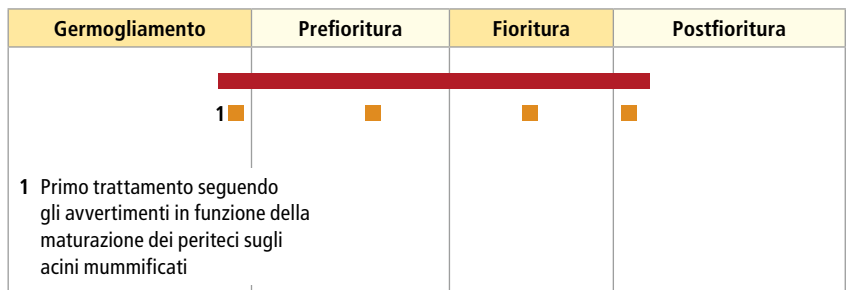 Germogliamento Prefioritura Fioritura Postfioritura
1
1 Primo trattamento seguendo
gli avvertimenti in funzione della
maturazione dei periteci sugli
acini mummificati